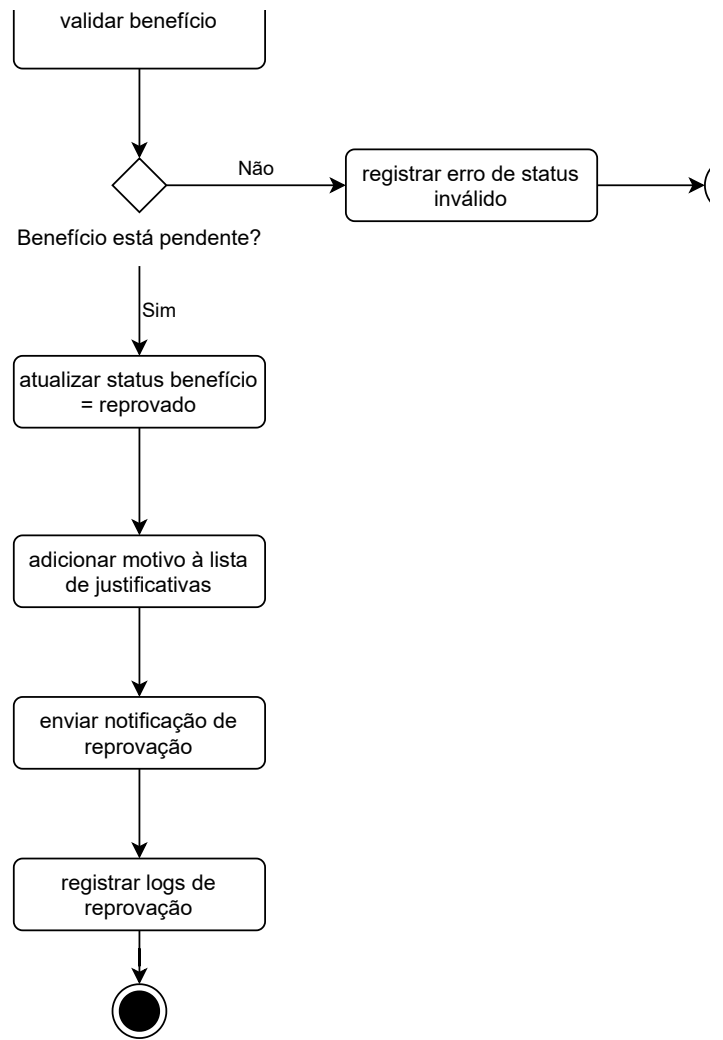 validar benefício
Não
registrar erro de status
inválido
Benefício está pendente?
Sim
atualizar status benefício
= reprovado
adicionar motivo à lista
de justificativas
enviar notificação de
reprovação
registrar logs de
reprovação